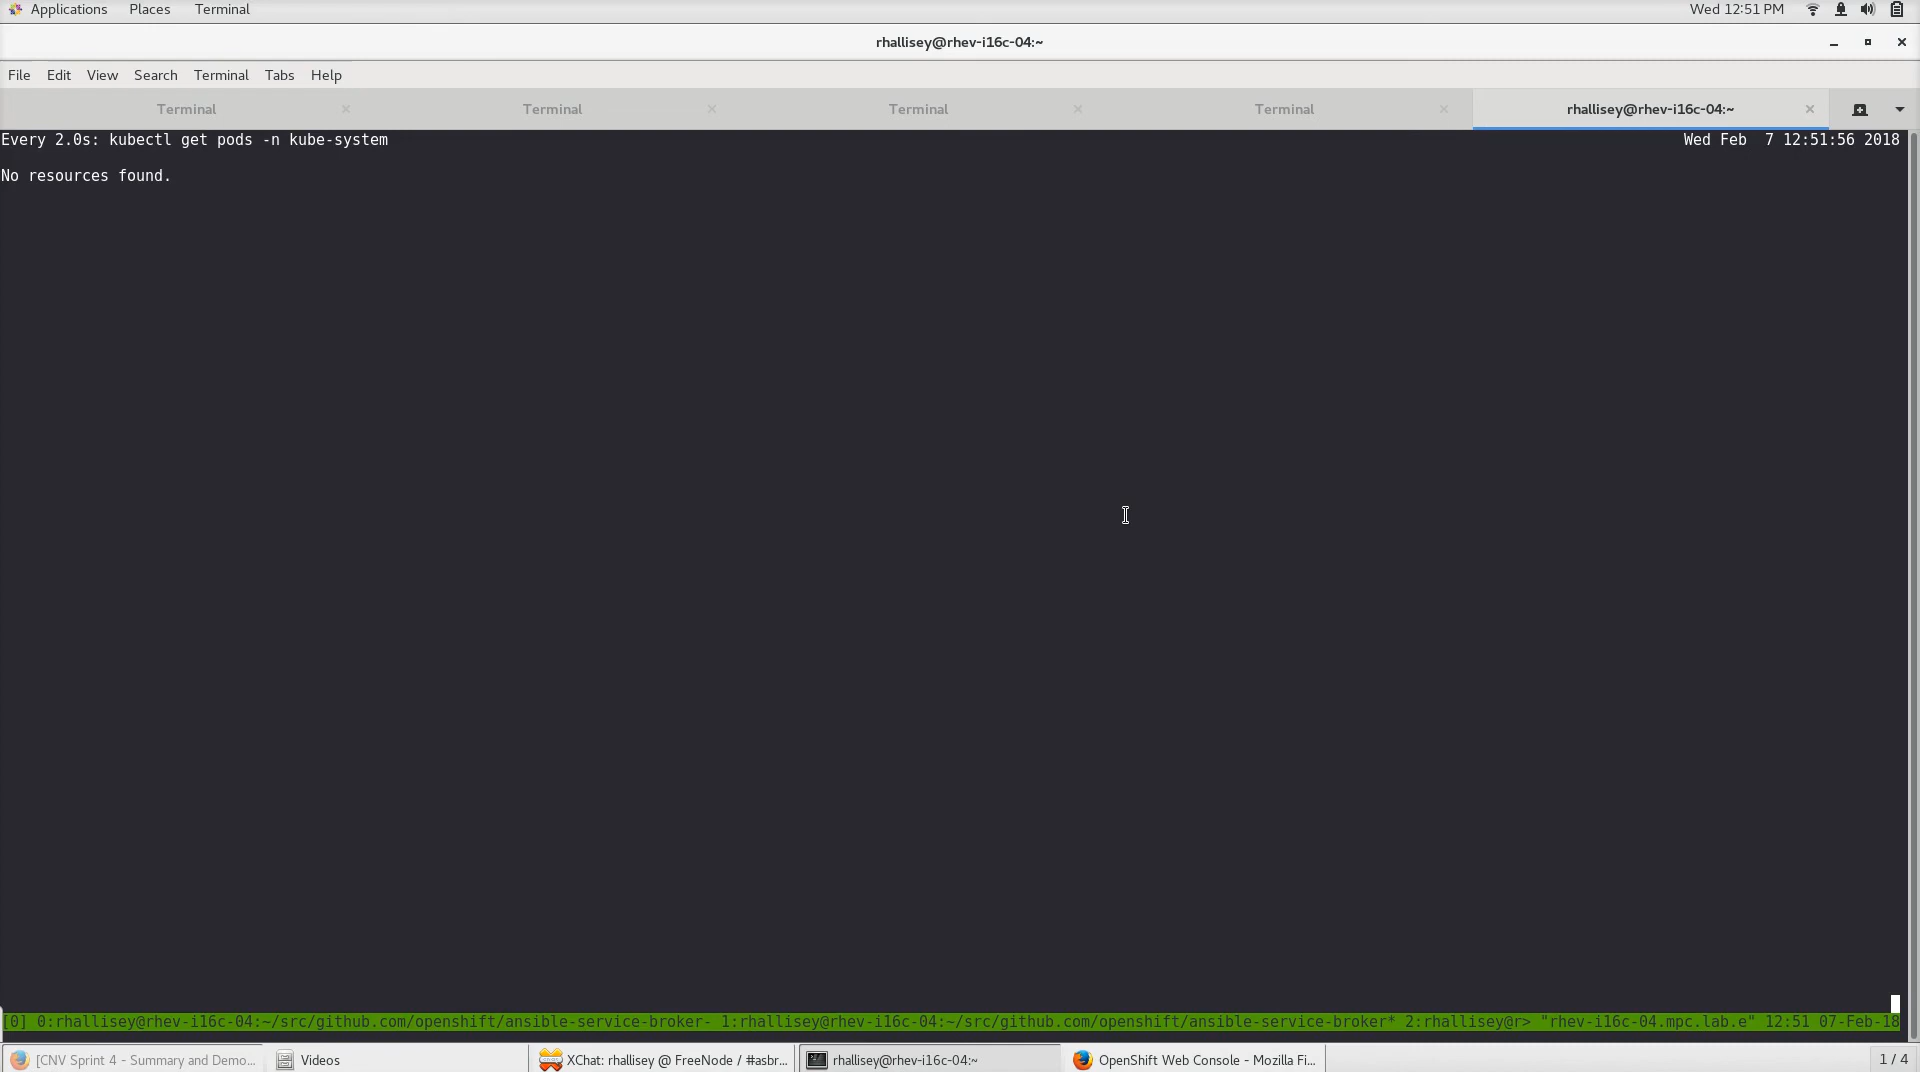 Applications Places Terminal Wed 12:51 PM
rhallisey@rhev-i16c-04:~
File Edit View Search Terminal Tabs Help
Terminal Terminal Terminal Terminal rhallisey@rhev-i16c-04:~
Every 2.0s: kubectl get pods -n kube-system Wed Feb  7 12:51:56 2018
No resources found.
[0] 0:rhallisey@rhev-i16c-04:~/src/github.com/openshift/ansible-service-broker- 1:rhallisey@rhev-i16c-04:~/src/github.com/openshift/ansible-service-broker* 2:rhallisey@r> "rhev-i16c-04.mpc.lab.e" 12:51 07-Feb-18
[CNV Sprint 4 - Summary and Demo... Videos XChat: rhallisey @ FreeNode / #asbr... rhallisey@rhev-i16c-04:~ OpenShift Web Console - Mozilla Fi... 1 / 4